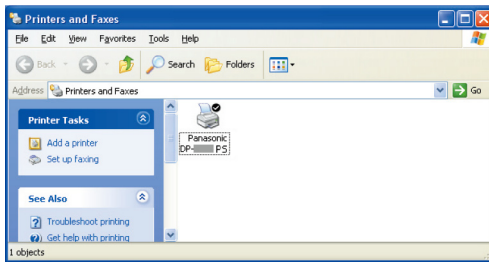 Printers and Faxes
File Edit View Favorites Tools Help
Back Search Folders
Address Printers and Faxes Go
Printer Tasks
Add a printer
Set up faxing
See Also
Troubleshoot printing
Get help with printing
Panasonic
DP- PS
1 objects